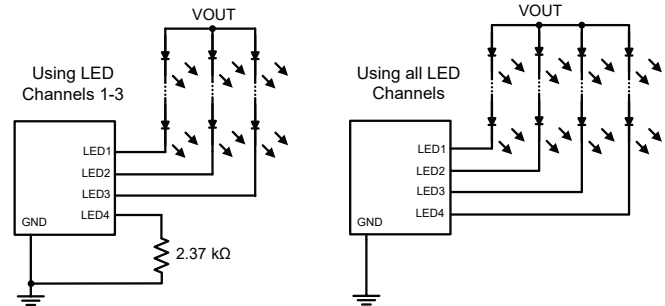 VOUT
Using LED
Channels 1-3
LED1
LED2
LED3
LED4
GND
2.37 kΩ
VOUT
Using all LED
Channels
LED1
LED2
LED3
LED4
GND